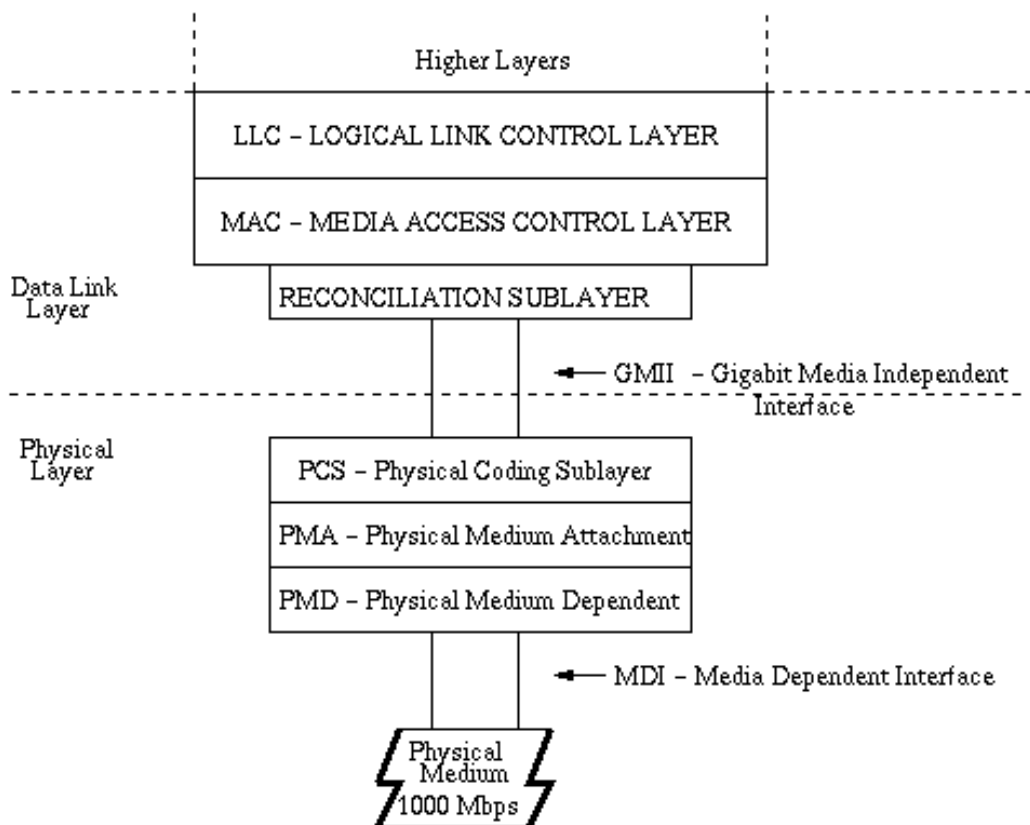 Higher Layers
LLC – LOGICAL LINK CONTROL LAYER
MAC – MEDIA ACCESS CONTROL LAYER
Data Link
Layer
RECONCILIATION SUBLAYER
GMII – Gigabit Media Independent
Interface
Physical
Layer
PCS – Physical Coding Sublayer
PMA – Physical Medium Attachment
PMD – Physical Medium Dependent
MDI – Media Dependent Interface
Physical
Medium
1000 Mbps